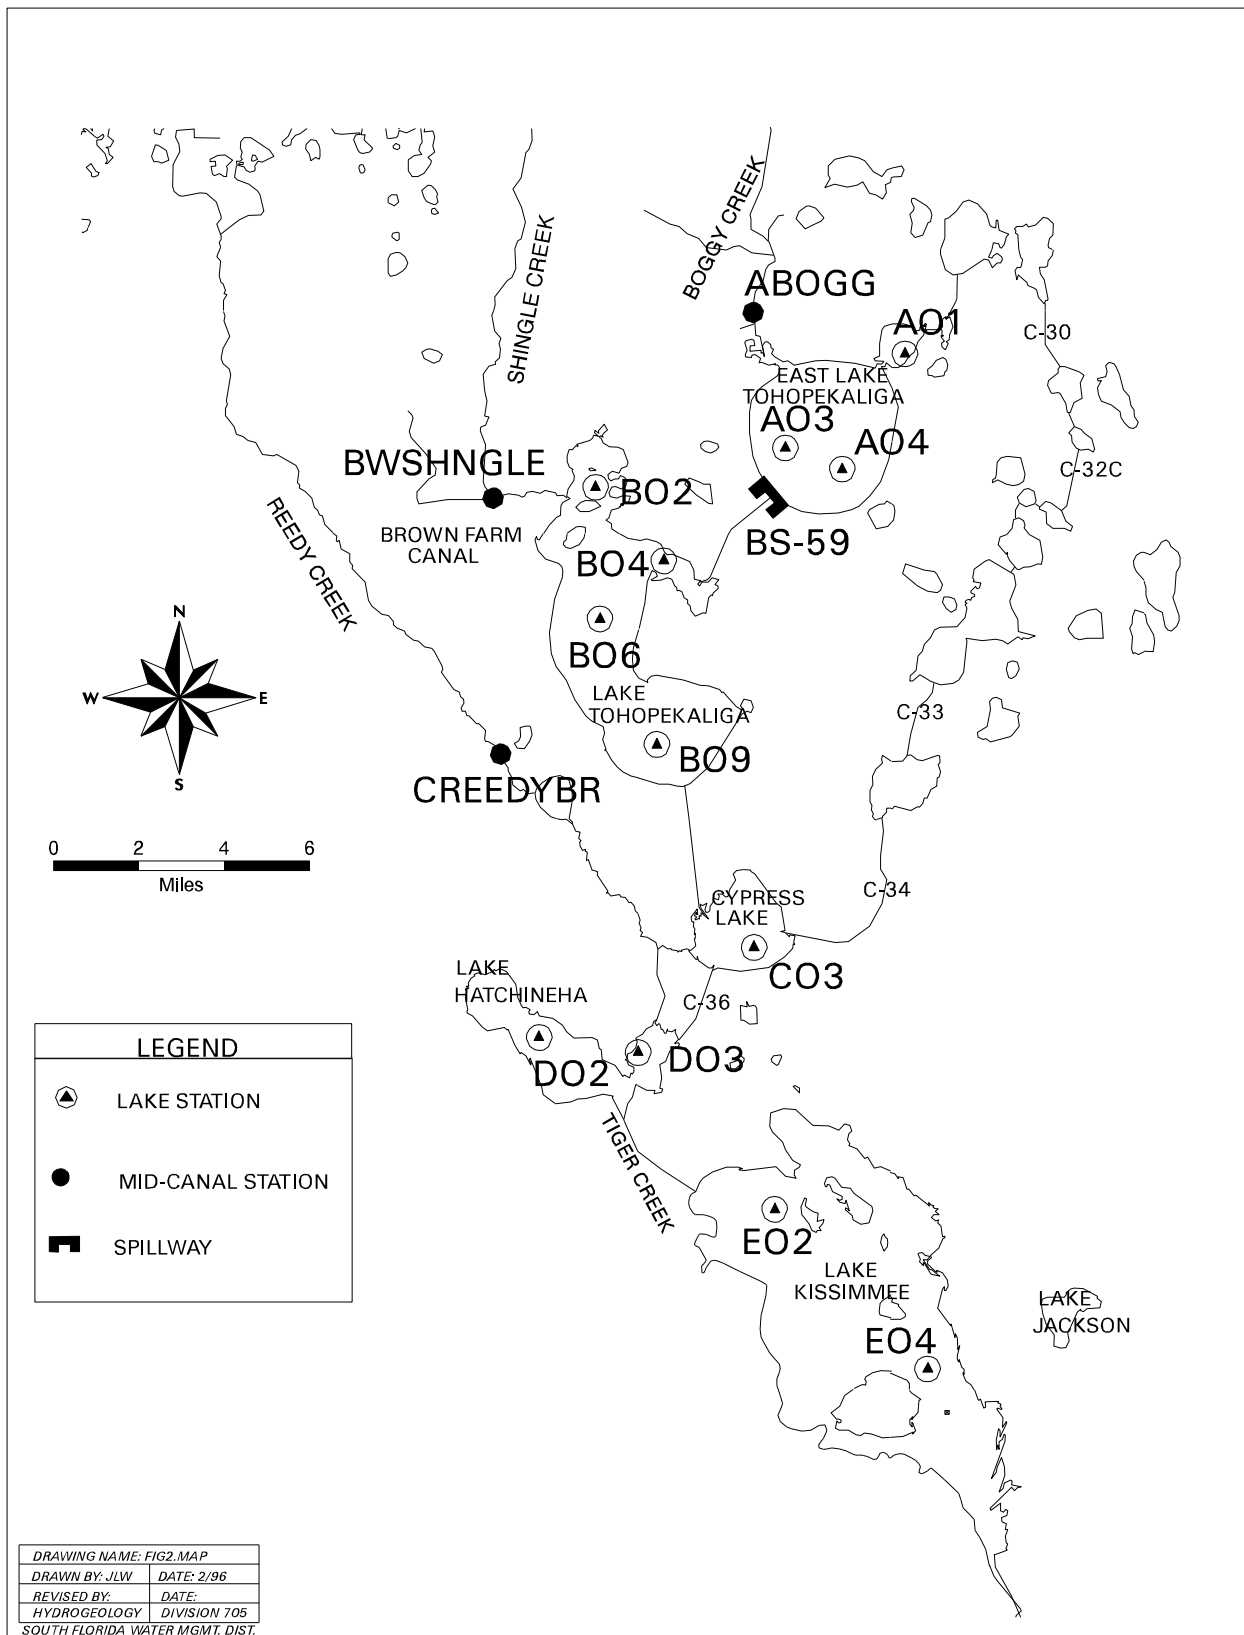 BOGGY CREEK
SHINGLE CREEK
ABOGG
AO1
C-30
EAST LAKE
TOHOPEKALIGA
AO3
AO4
BWSHNGLE
C-32C
BO2
REEDY CREEK
BROWN FARM
CANAL
BS-59
BO4
N
W
E
S
BO6
LAKE
TOHOPEKALIGA
C-33
BO9
CREEDYBR
0 2 4 6
Miles
C-34
CYPRESS
LAKE
CO3
LAKE
HATCHINEHA
C-36
DO2
DO3
LEGEND
LAKE STATION
MID-CANAL STATION
SPILLWAY
TIGER CREEK
EO2
LAKE
KISSIMMEE
LAKE
JACKSON
EO4
DRAWING NAME: FIG2.MAP
DRAWN BY: JLW DATE: 2/96
REVISED BY: DATE:
HYDROGEOLOGY DIVISION 705
SOUTH FLORIDA WATER MGMT. DIST.